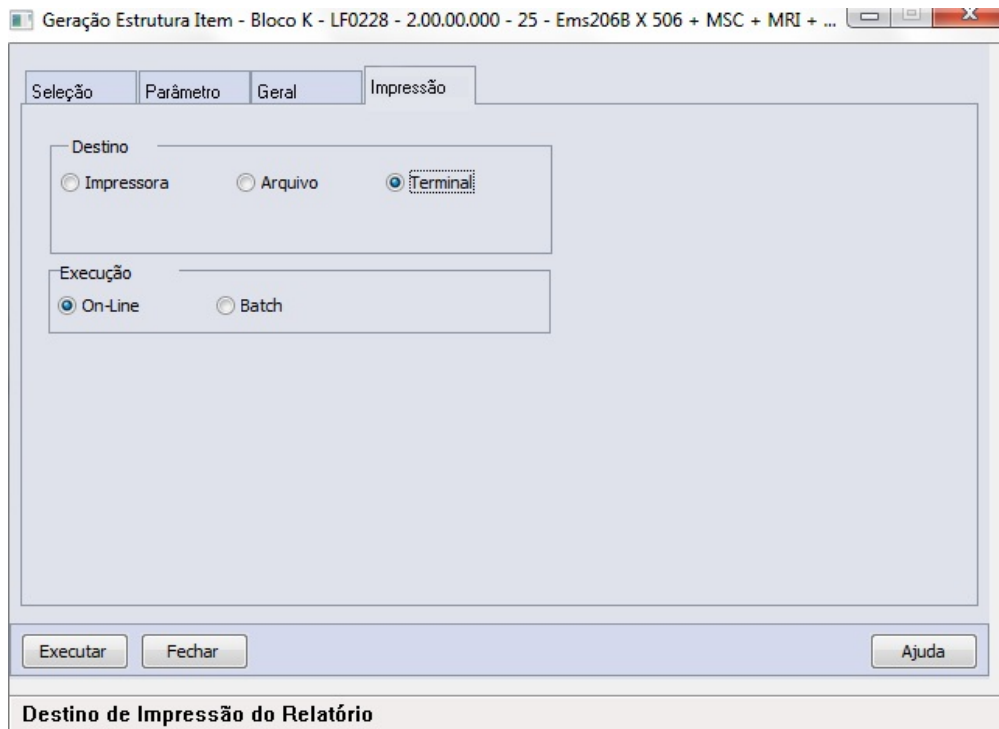 Geração Estrutura Item - Bloco K - LF0228 - 2.00.00.000 - 25 - Ems206B X 506 + MSC + MRI + ...
Seleção Parâmetro Geral Impressão
Destino
Impressora Arquivo Terminal
Execução
On-Line Batch
Executar Fechar Ajuda
Destino de Impressão do Relatório